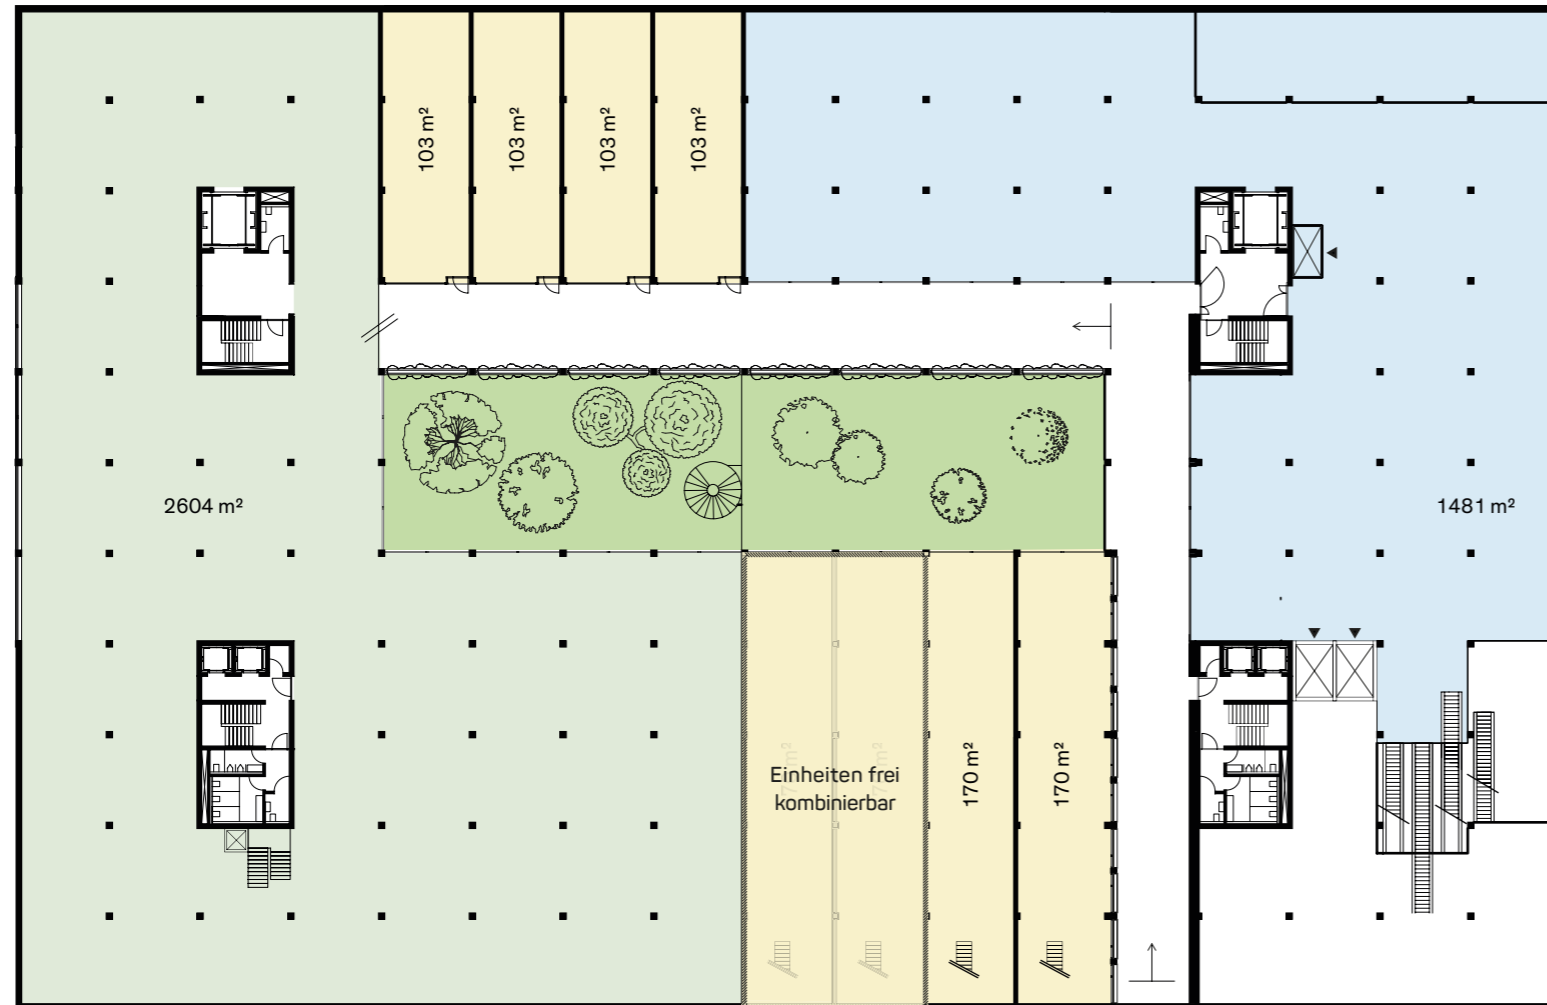 103 m²
103 m²
103 m²
103 m²
2604 m²
1481 m²
Einheiten frei
kombinierbar
170 m²
170 m²